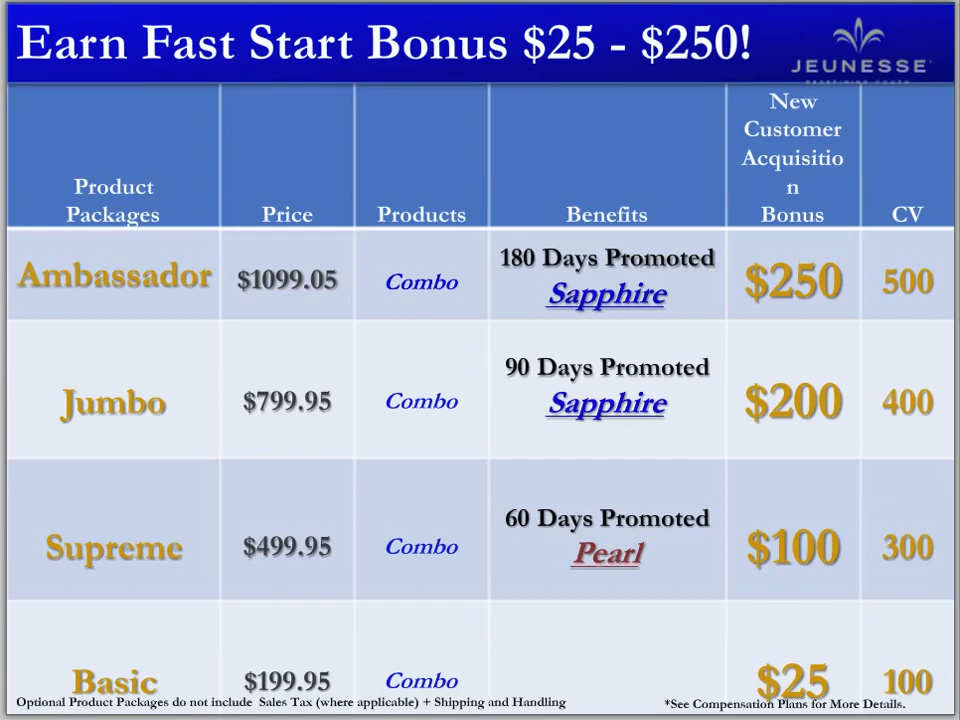 Earn Fast Start Bonus $25 - $250!
JEUNESSE
REDEFINING YOUTH
Product
Packages
Price
Products
Benefits
New
Customer
Acquisitio
n
Bonus
CV
Ambassador
$1099.05
Combo
180 Days Promoted
Sapphire
$250
500
Jumbo
$799.95
Combo
90 Days Promoted
Sapphire
$200
400
Supreme
$499.95
Combo
60 Days Promoted
Pearl
$100
300
Basic
$199.95
Combo
$25
100
Optional Product Packages do not include Sales Tax (where applicable) + Shipping and Handling
*See Compensation Plans for More Details.